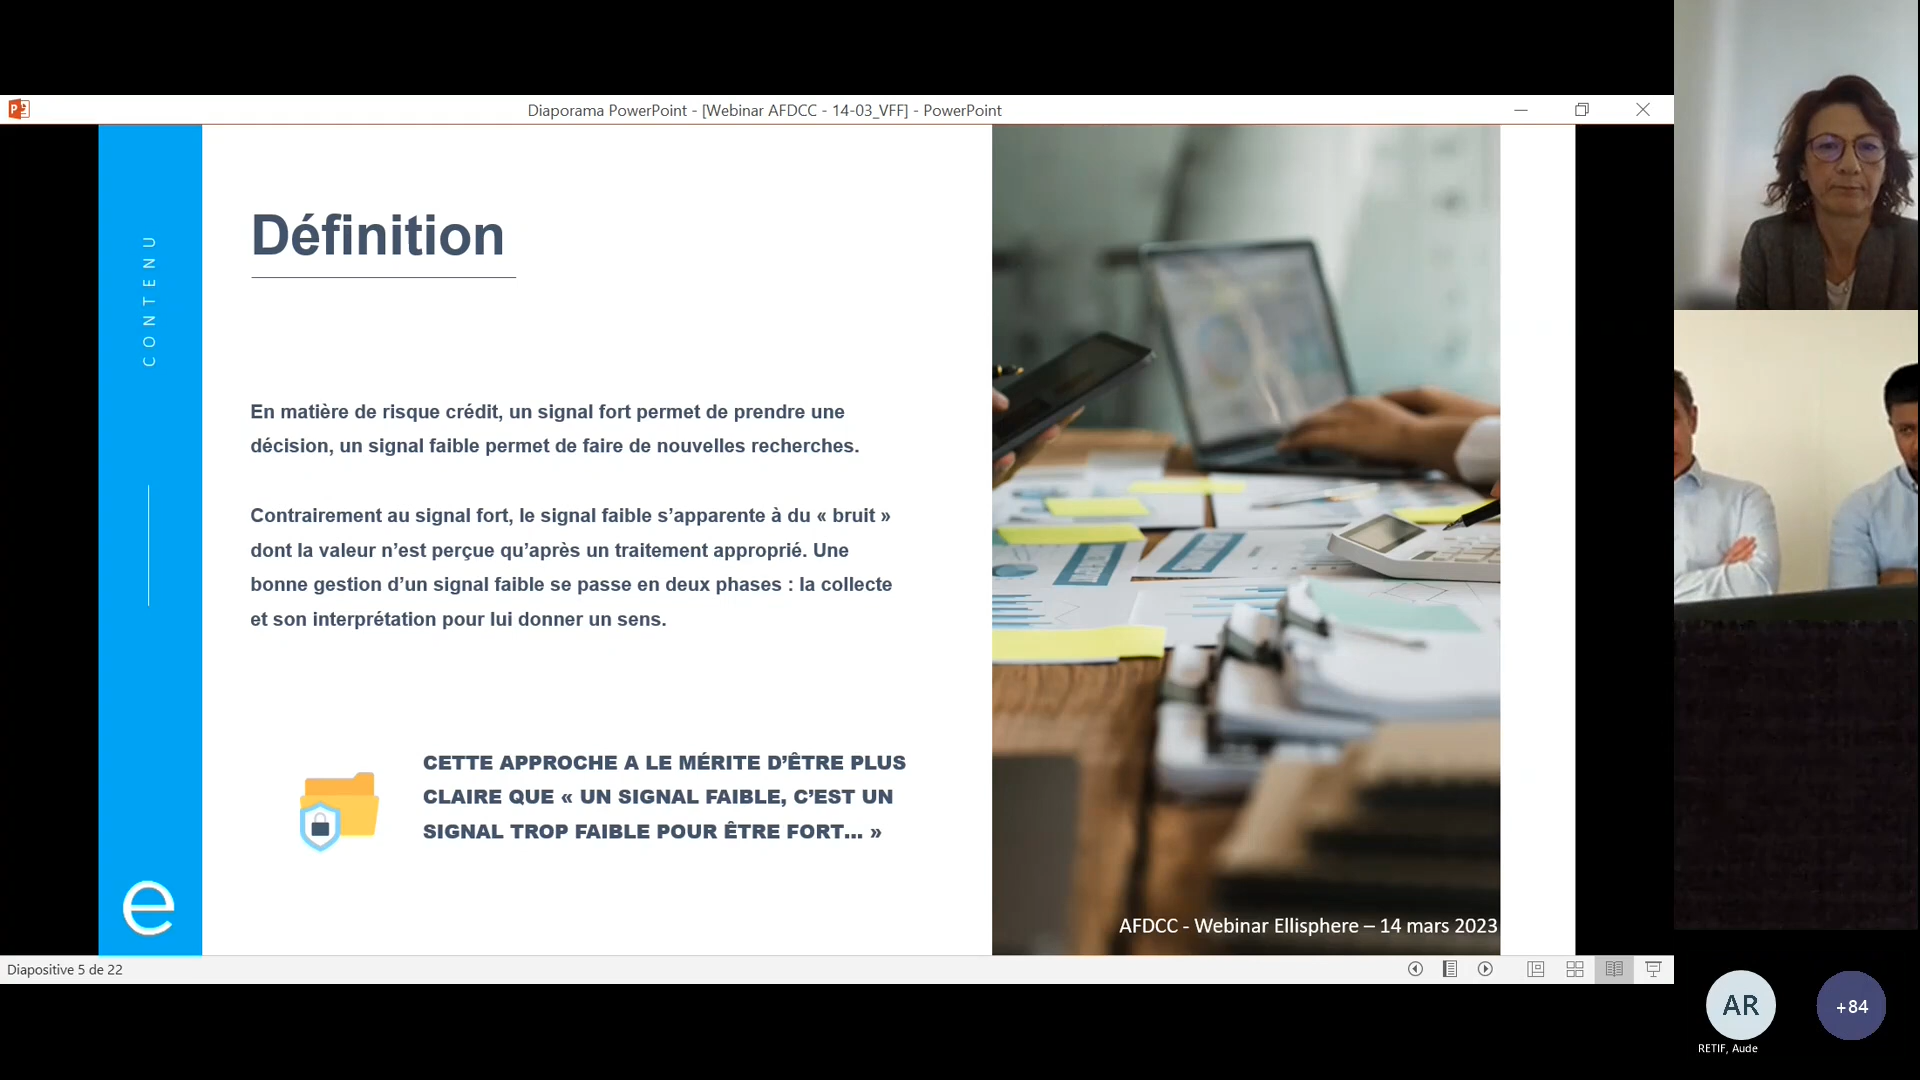 Diaporama PowerPoint - [Webinar AFDCC - 14-03_VFF] - PowerPoint
CONTENU
Définition
En matière de risque crédit, un signal fort permet de prendre une
décision, un signal faible permet de faire de nouvelles recherches.
Contrairement au signal fort, le signal faible s’apparente à du « bruit »
dont la valeur n’est perçue qu’après un traitement approprié. Une
bonne gestion d’un signal faible se passe en deux phases : la collecte
et son interprétation pour lui donner un sens.
CETTE APPROCHE A LE MÉRITE D’ÊTRE PLUS
CLAIRE QUE « UN SIGNAL FAIBLE, C’EST UN
SIGNAL TROP FAIBLE POUR ÊTRE FORT... »
e
AFDCC - Webinar Ellisphere – 14 mars 2023
Diapositive 5 de 22
AR
+84
RETIF, Aude